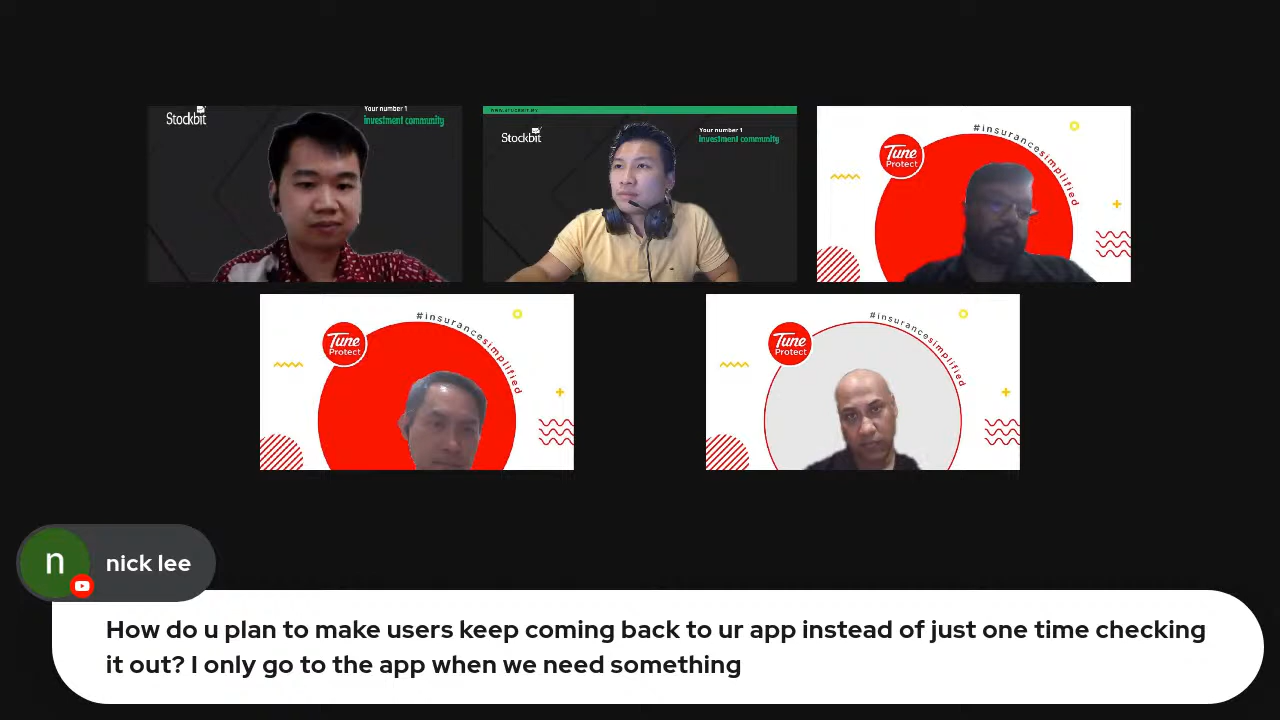 Stockbit
Your number 1
investment community
Stockbit
Your number 1
investment community
Tune
Protect
#insurancesimplified
Tune
Protect
#insurancesimplified
Tune
Protect
#insurancesimplified
n
nick lee
How do u plan to make users keep coming back to ur app instead of just one time checking
it out? I only go to the app when we need something